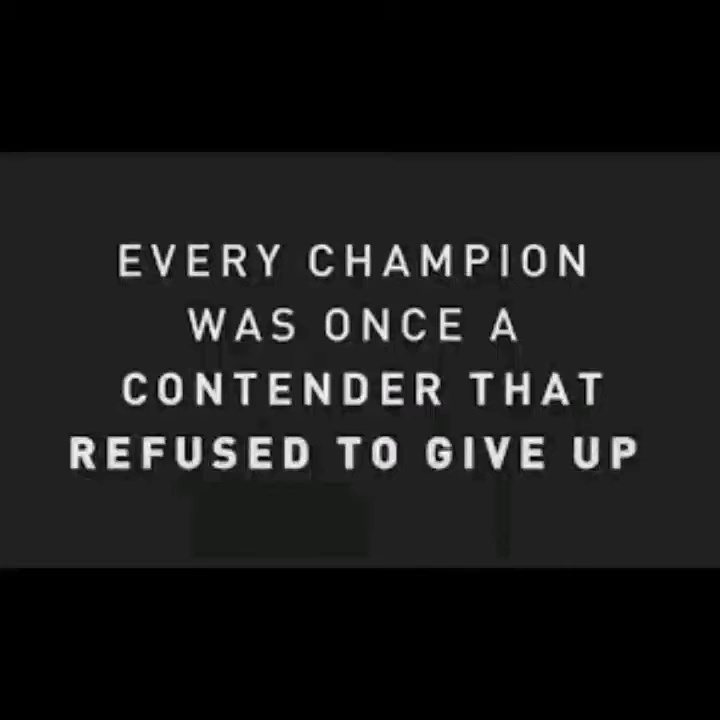 EVERY CHAMPION
WAS ONCE A
CONTENDER THAT
REFUSED TO GIVE UP